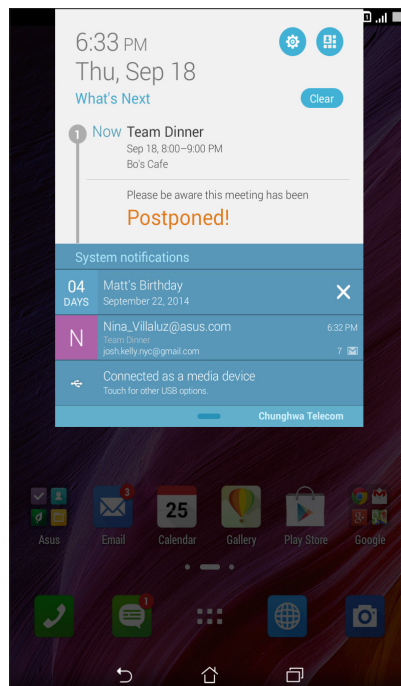 6:33 PM
Thu, Sep 18
What's Next
Clear
1
Now Team Dinner
Sep 18, 8:00–9:00 PM
Bo's Cafe
Please be aware this meeting has been
Postponed!
System notifications
04 Matt's Birthday
DAYS September 22, 2014
N
Nina_Villaluz@asus.com 6:32 PM
Team Dinner
josh.kelly.nyc@gmail.com 7
Connected as a media device
Touch for other USB options.
Chunghwa Telecom
3
25
Asus Email Calendar Gallery Play Store Google
1